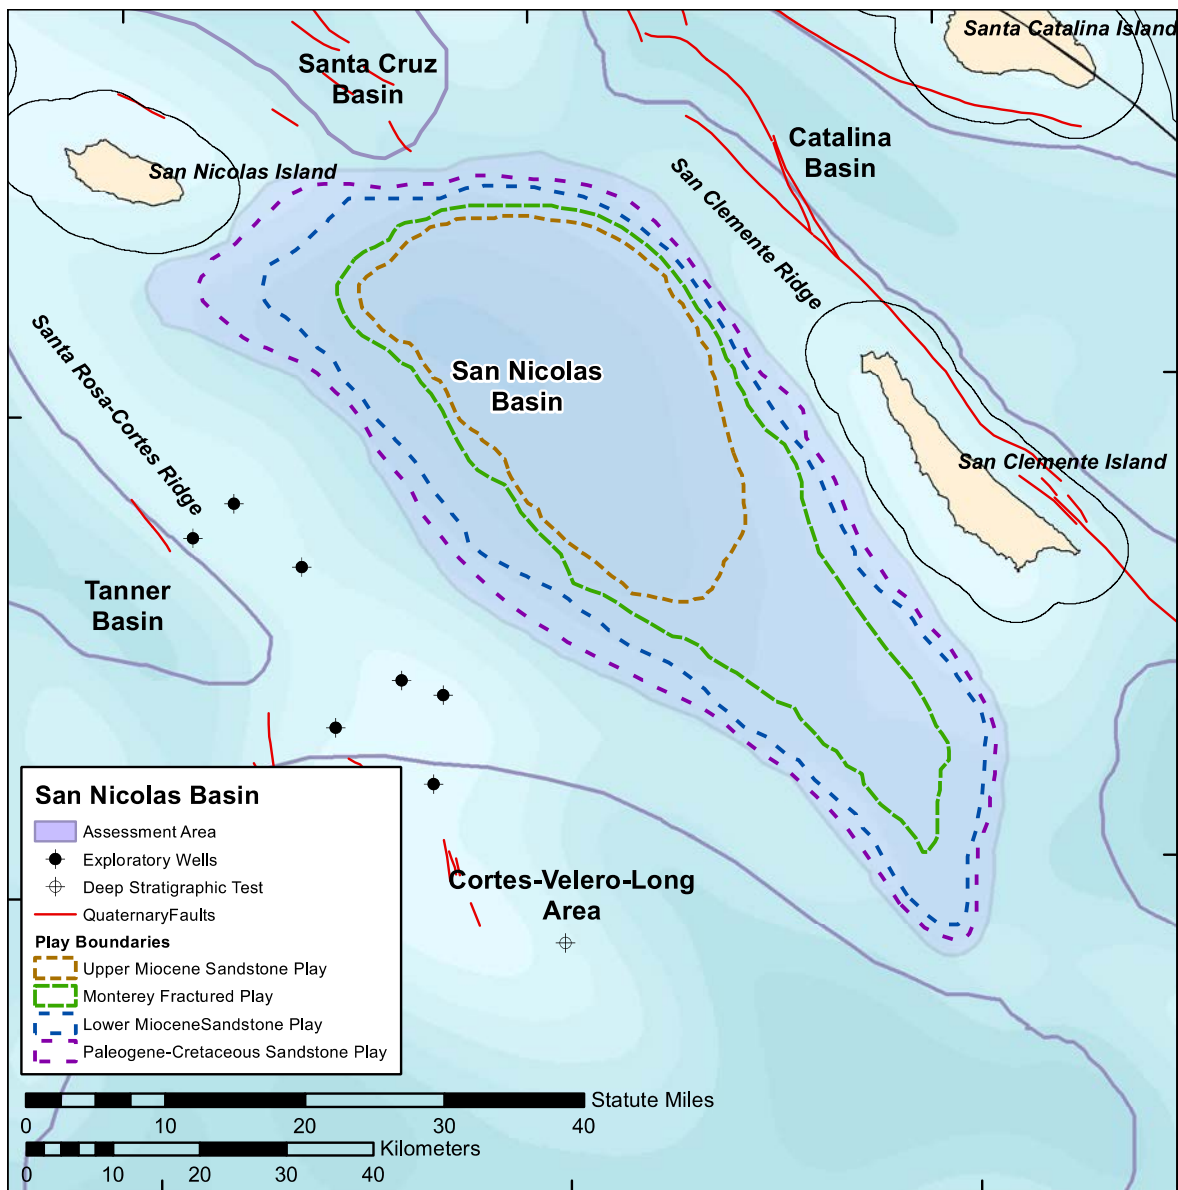 Santa Catalina Island
Santa Cruz
Basin
Catalina
Basin
San Nicolas Island
San Clemente Ridge
Santa Rosa-Cortes Ridge
San Nicolas
Basin
San Clemente Island
Tanner
Basin
Cortes-Velero-Long
Area
San Nicolas Basin
Assessment Area
Exploratory Wells
Deep Stratigraphic Test
QuaternaryFaults
Play Boundaries
Upper Miocene Sandstone Play
Monterey Fractured Play
Lower MioceneSandstone Play
Paleogene-Cretaceous Sandstone Play
Statute Miles
0 10 20 30 40
Kilometers
0 10 20 30 40